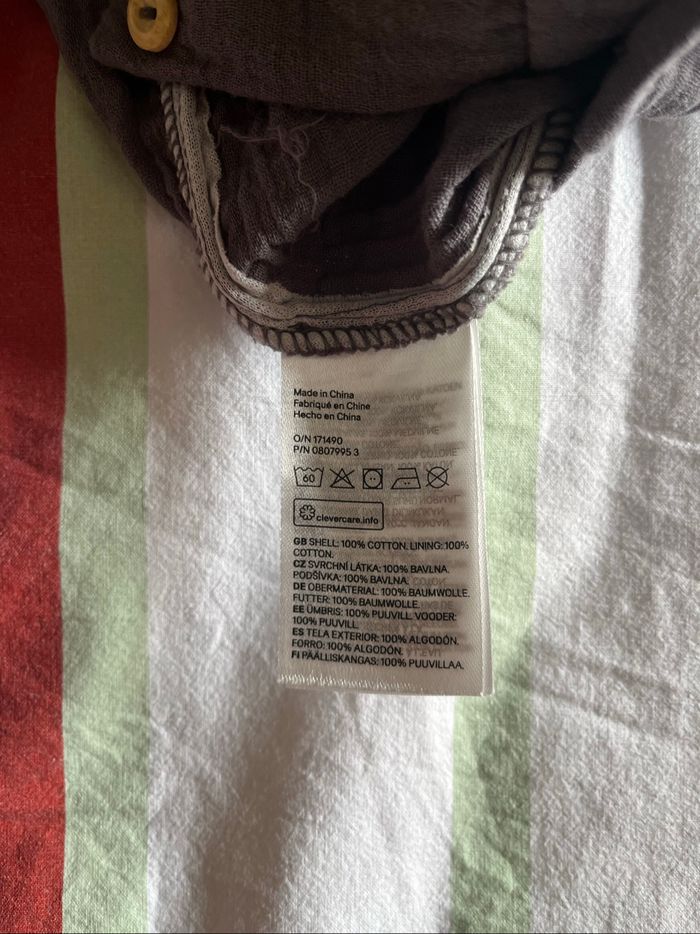 Made in China
Fabriqué en Chine
Hecho en China
O/N 171490
P/N 0807995 3
60
clevercare.info
GB SHELL: 100% COTTON. LINING: 100%
COTTON.
CZ SVRCHNÍ LÁTKA: 100% BAVLNA.
PODŠÍVKA: 100% BAVLNA.
DE OBERMATERIAL: 100% BAUMWOLLE.
FUTTER: 100% BAUMWOLLE.
EE ÜMBRIS: 100% PUUVILL. VOODER:
100% PUUVILL.
ES TELA EXTERIOR: 100% ALGODÓN.
FORRO: 100% ALGODÓN.
FI PÄÄLLISKANGAS: 100% PUUVILLAA.